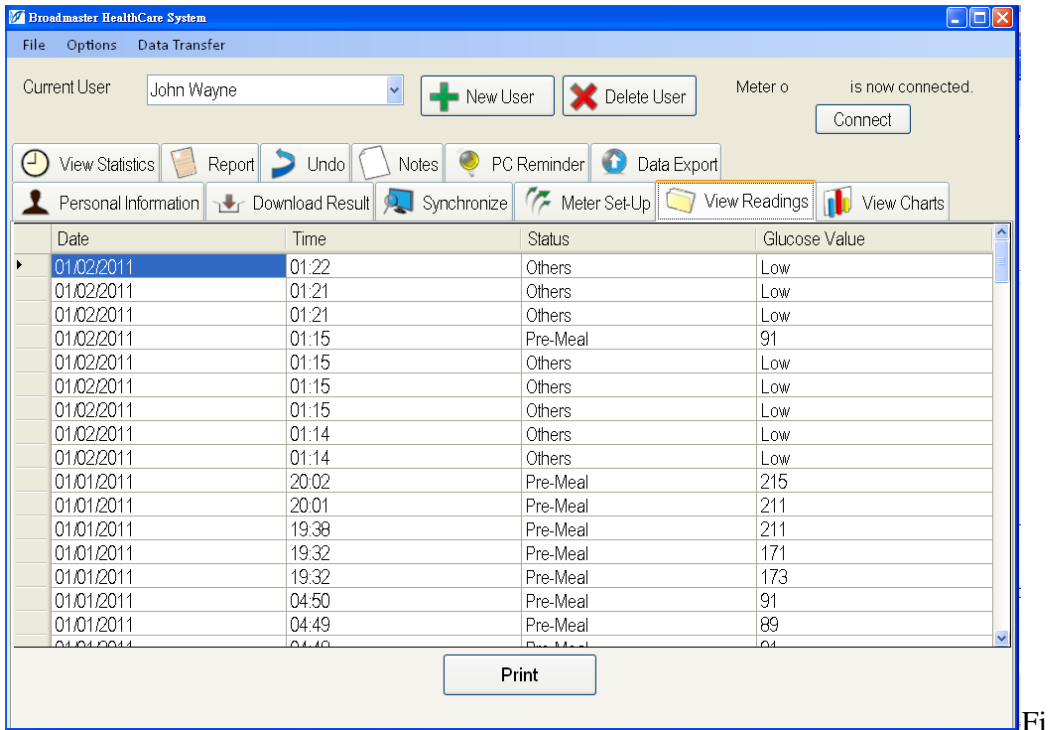 Broadmaster HealthCare System
File Options Data Transfer
Current User John Wayne New User Delete User Meter o is now connected.
Connect
View Statistics Report Undo Notes PC Reminder Data Export
Personal Information Download Result Synchronize Meter Set-Up View Readings View Charts
Date Time Status Glucose Value
01/02/2011 01:22 Others Low
01/02/2011 01:21 Others Low
01/02/2011 01:21 Others Low
01/02/2011 01:15 Pre-Meal 91
01/02/2011 01:15 Others Low
01/02/2011 01:15 Others Low
01/02/2011 01:15 Others Low
01/02/2011 01:14 Others Low
01/02/2011 01:14 Others Low
01/01/2011 20:02 Pre-Meal 215
01/01/2011 20:01 Pre-Meal 211
01/01/2011 19:38 Pre-Meal 211
01/01/2011 19:32 Pre-Meal 171
01/01/2011 19:32 Pre-Meal 173
01/01/2011 04:50 Pre-Meal 91
01/01/2011 04:49 Pre-Meal 89
Print
Fi